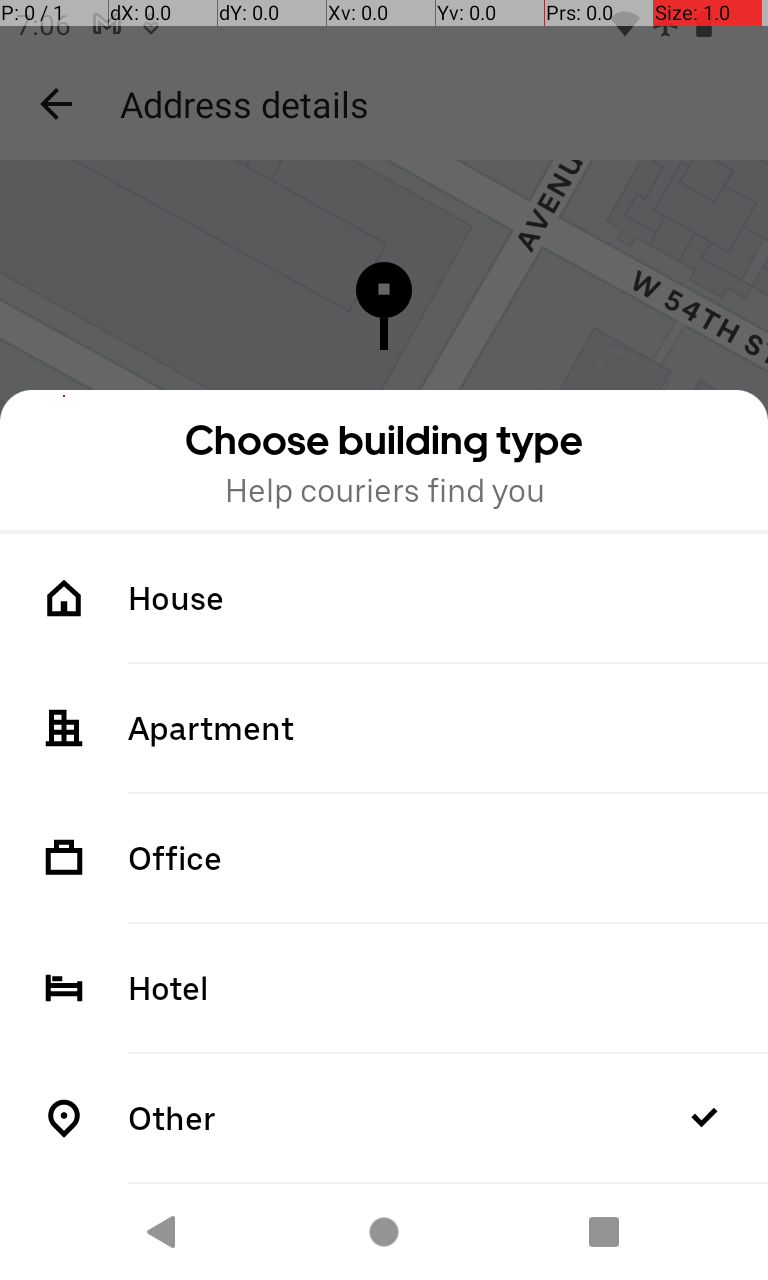 P: 0 / 1 dX: 0.0 dY: 0.0 Xv: 0.0 Yv: 0.0 Prs: 0.0 Size: 1.0
7:06
Address details
AVENU
W 54TH ST
Choose building type
Help couriers find you
House
Apartment
Office
Hotel
Other